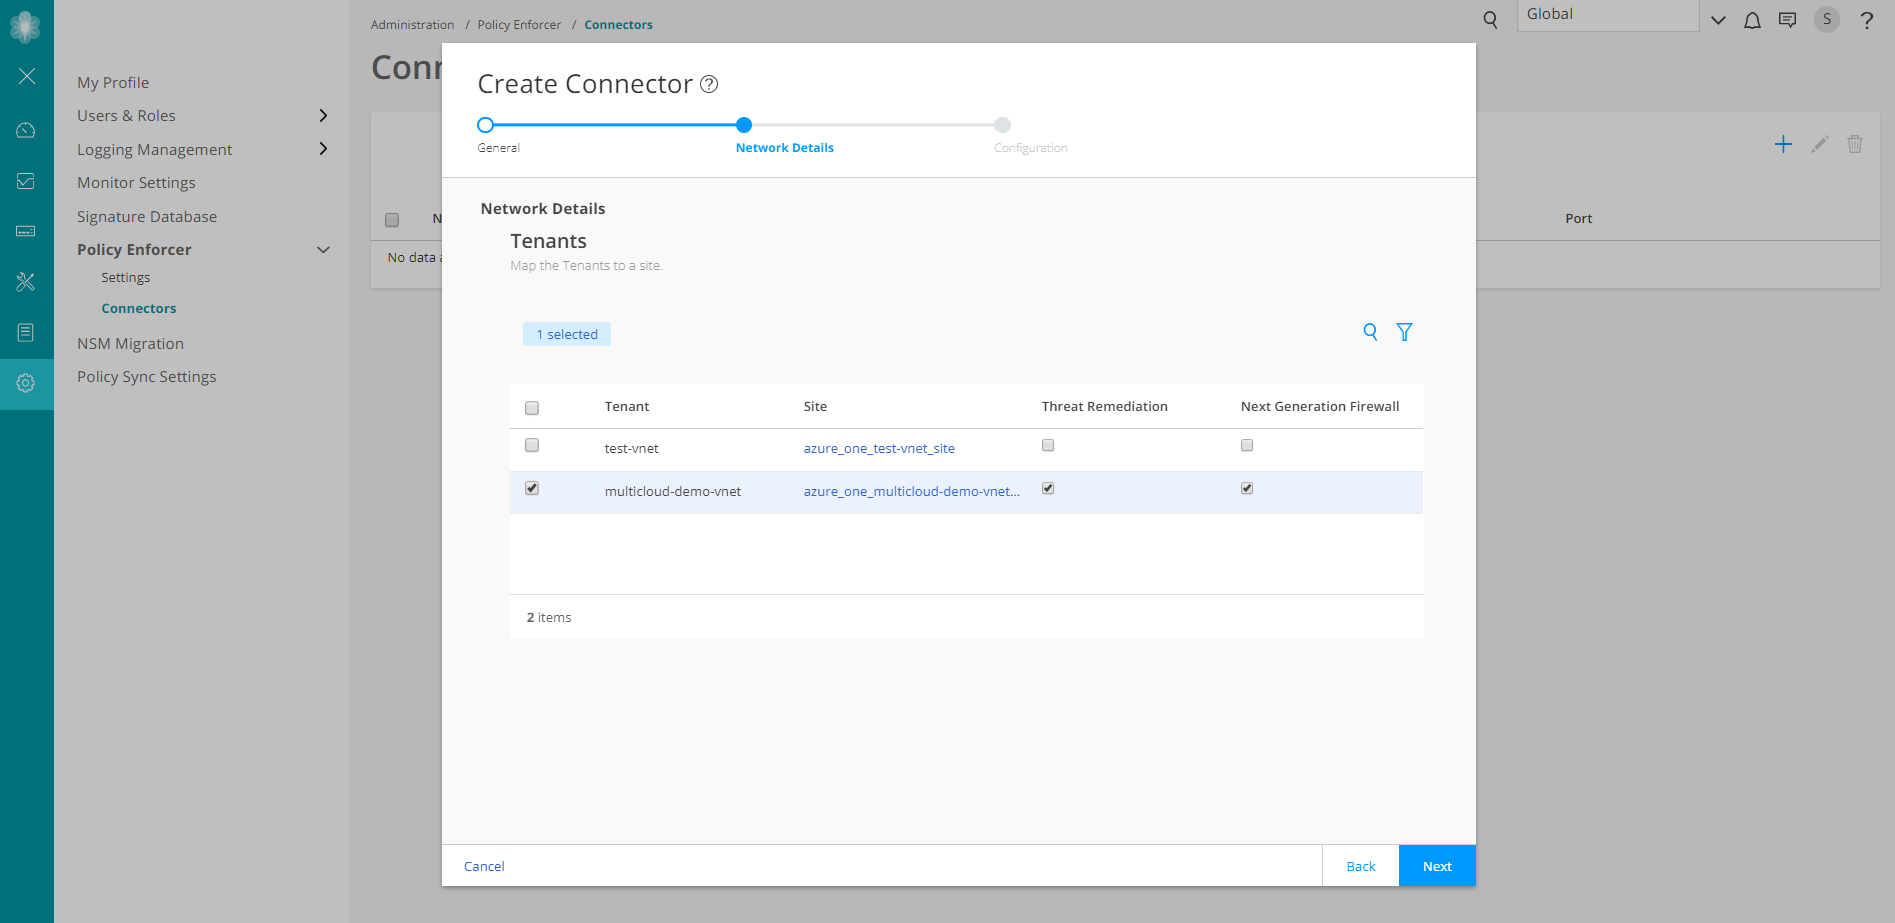 Administration / Policy Enforcer / Connectors
Global
S
?
My Profile
Users & Roles
Logging Management
Monitor Settings
Signature Database
Policy Enforcer
Settings
Connectors
NSM Migration
Policy Sync Settings
Conn
N
Port
No data a
Create Connector ?
General
Network Details
Configuration
Network Details
Tenants
Map the Tenants to a site.
1 selected
Tenant Site Threat Remediation Next Generation Firewall
test-vnet azure_one_test-vnet_site
multicloud-demo-vnet azure_one_multicloud-demo-vnet...
2 items
Cancel
Back
Next